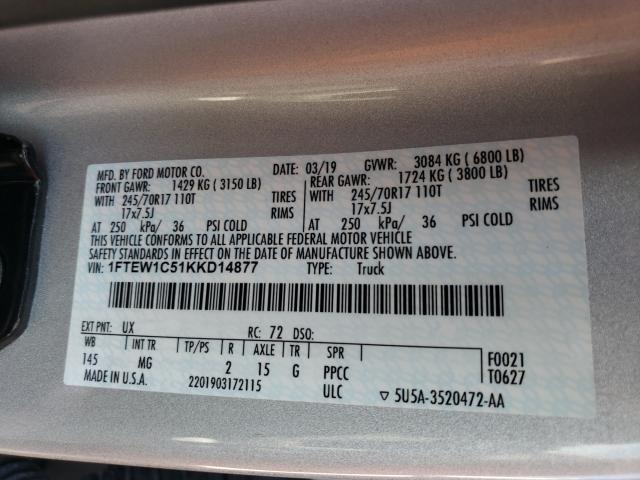 MFD. BY FORD MOTOR CO. DATE: 03/19 GVWR: 3084 KG ( 6800 LB)
FRONT GAWR: 1429 KG ( 3150 LB) REAR GAWR: 1724 KG ( 3800 LB)
WITH 245/70R17 110T TIRES WITH 245/70R17 110T TIRES
17x7.5J RIMS 17x7.5J RIMS
AT 250 kPa/ 36 PSI COLD AT 250 kPa/ 36 PSI COLD
THIS VEHICLE CONFORMS TO ALL APPLICABLE FEDERAL MOTOR VEHICLE
SAFETY STANDARDS IN EFFECT ON THE DATE OF MANUFACTURE SHOWN ABOVE.
VIN: 1FTEW1C51KKD14877 TYPE: Truck
EXT PNT: UX RC: 72 DSO:
WB INT TR TP/PS R AXLE TR SPR F0021
145 MG 2 15 G PPCC T0627
MADE IN U.S.A. 2201903172115 ULC ▽ 5U5A-3520472-AA